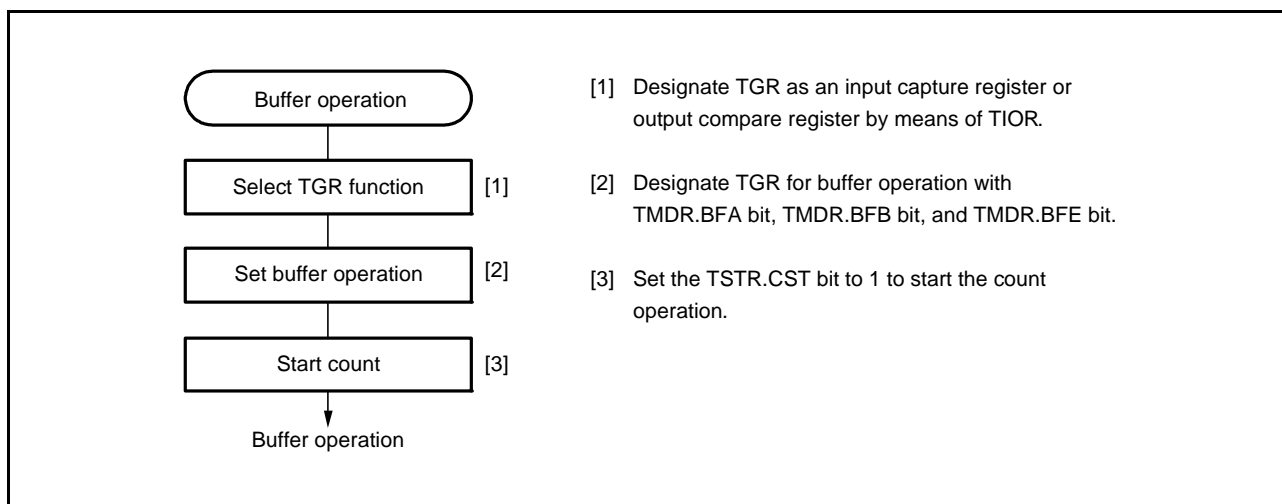 Buffer operation
Select TGR function [1]
Set buffer operation [2]
Start count [3]
Buffer operation
[1] Designate TGR as an input capture register or
output compare register by means of TIOR.
[2] Designate TGR for buffer operation with
TMDR.BFA bit, TMDR.BFB bit, and TMDR.BFE bit.
[3] Set the TSTR.CST bit to 1 to start the count
operation.